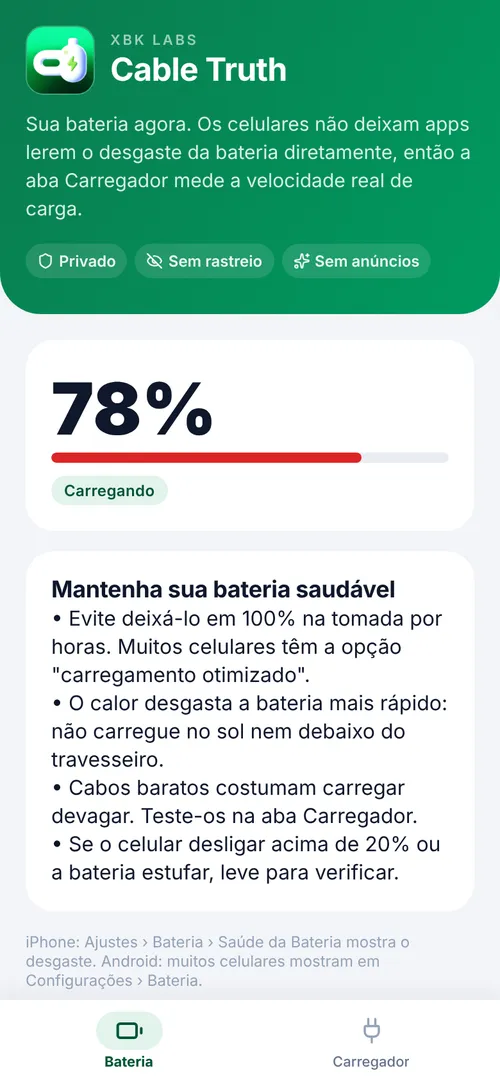 XBK LABS
Cable Truth
Sua bateria agora. Os celulares não deixam apps
lerem o desgaste da bateria diretamente, então a
aba Carregador mede a velocidade real de
carga.
Privado
Sem rastreio
Sem anúncios
78%
Carregando
Mantenha sua bateria saudável
• Evite deixá-lo em 100% na tomada por
horas. Muitos celulares têm a opção
"carregamento otimizado".
• O calor desgasta a bateria mais rápido:
não carregue no sol nem debaixo do
travesseiro.
• Cabos baratos costumam carregar
devagar. Teste-os na aba Carregador.
• Se o celular desligar acima de 20% ou
a bateria estufar, leve para verificar.
iPhone: Ajustes › Bateria › Saúde da Bateria mostra o
desgaste. Android: muitos celulares mostram em
Configurações › Bateria.
Bateria
Carregador